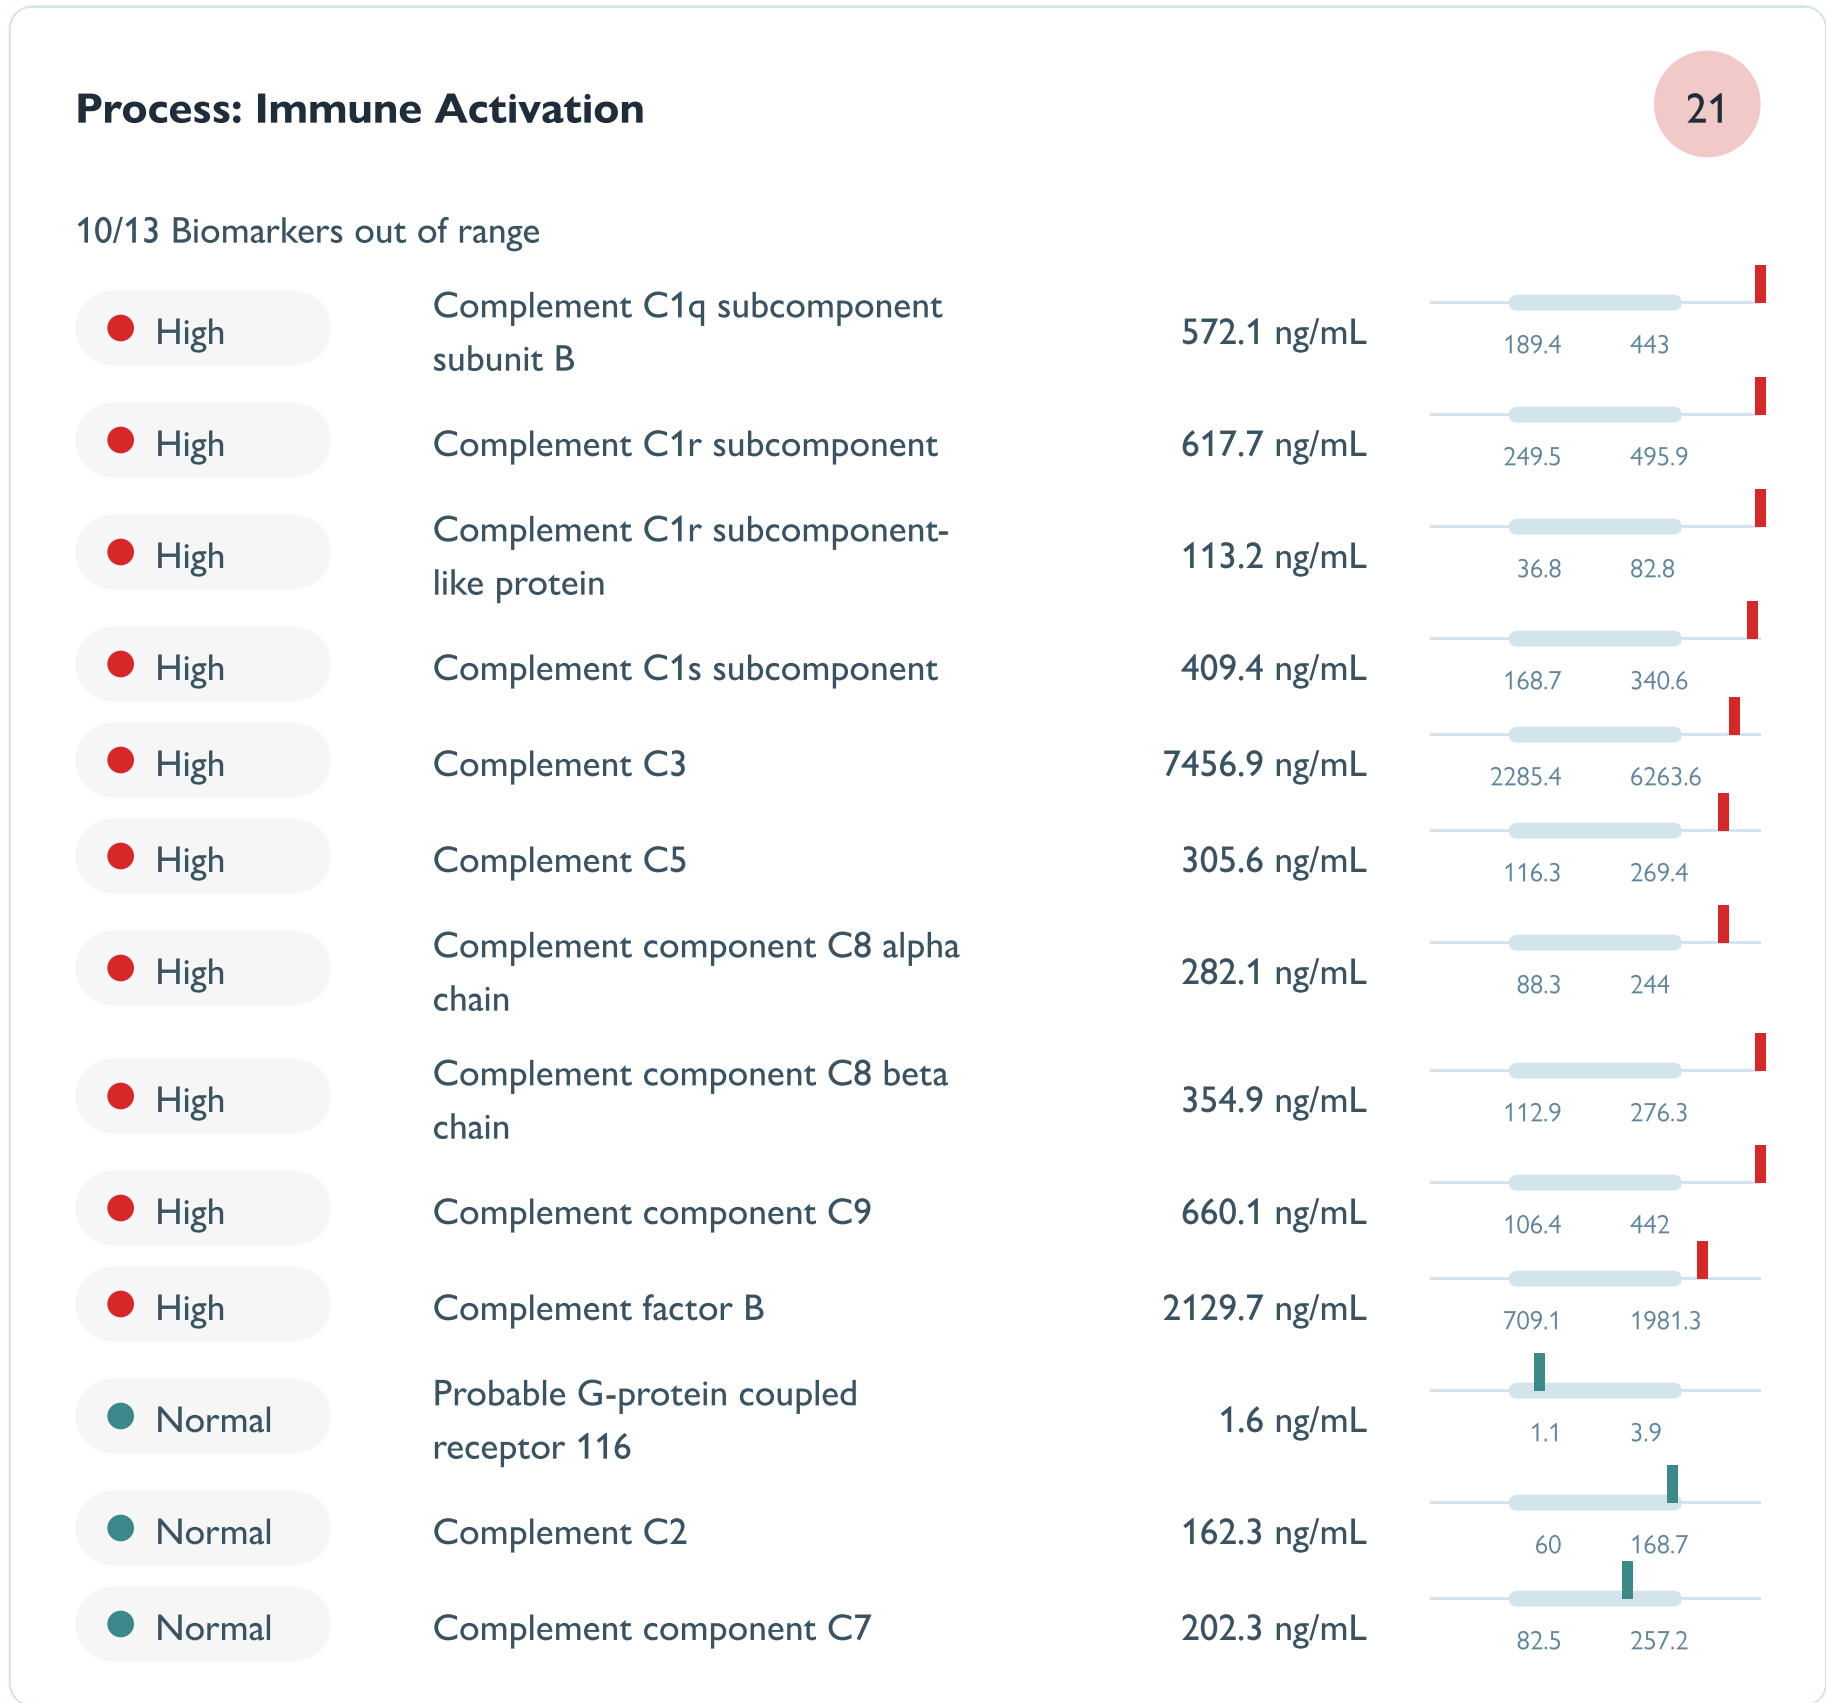 Process: Immune Activation
21
10/13 Biomarkers out of range
High
Complement C1q subcomponent
subunit B
572.1 ng/mL
189.4 443
High
Complement C1r subcomponent
617.7 ng/mL
249.5 495.9
High
Complement C1r subcomponent-
like protein
113.2 ng/mL
36.8 82.8
High
Complement C1s subcomponent
409.4 ng/mL
168.7 340.6
High
Complement C3
7456.9 ng/mL
2285.4 6263.6
High
Complement C5
305.6 ng/mL
116.3 269.4
High
Complement component C8 alpha
chain
282.1 ng/mL
88.3 244
High
Complement component C8 beta
chain
354.9 ng/mL
112.9 276.3
High
Complement component C9
660.1 ng/mL
106.4 442
High
Complement factor B
2129.7 ng/mL
709.1 1981.3
Normal
Probable G-protein coupled
receptor 116
1.6 ng/mL
1.1 3.9
Normal
Complement C2
162.3 ng/mL
60 168.7
Normal
Complement component C7
202.3 ng/mL
82.5 257.2